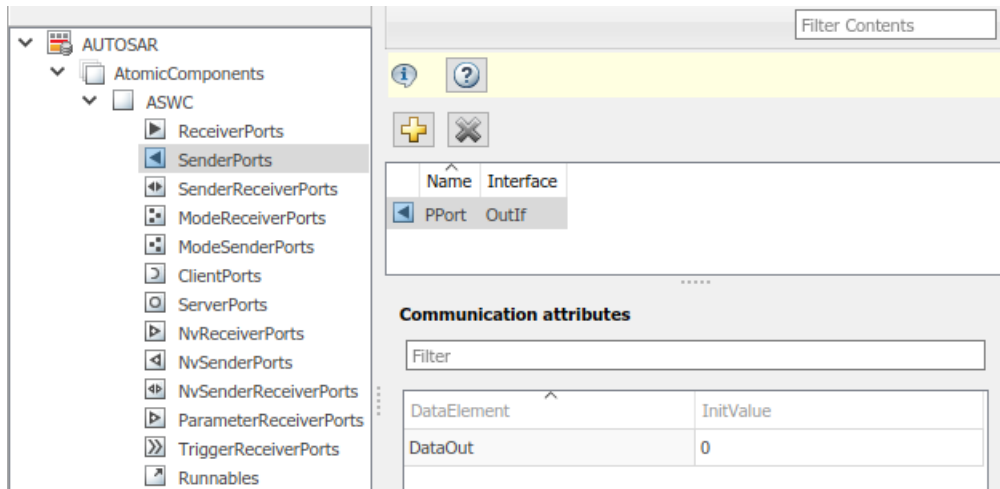 Filter Contents
AUTOSAR
AtomicComponents
ASWC
ReceiverPorts
SenderPorts
SenderReceiverPorts
ModeReceiverPorts
ModeSenderPorts
ClientPorts
ServerPorts
NvReceiverPorts
NvSenderPorts
NvSenderReceiverPorts
ParameterReceiverPorts
TriggerReceiverPorts
Runnables
Name Interface
PPort OutIf
Communication attributes
Filter
DataElement InitValue
DataOut 0